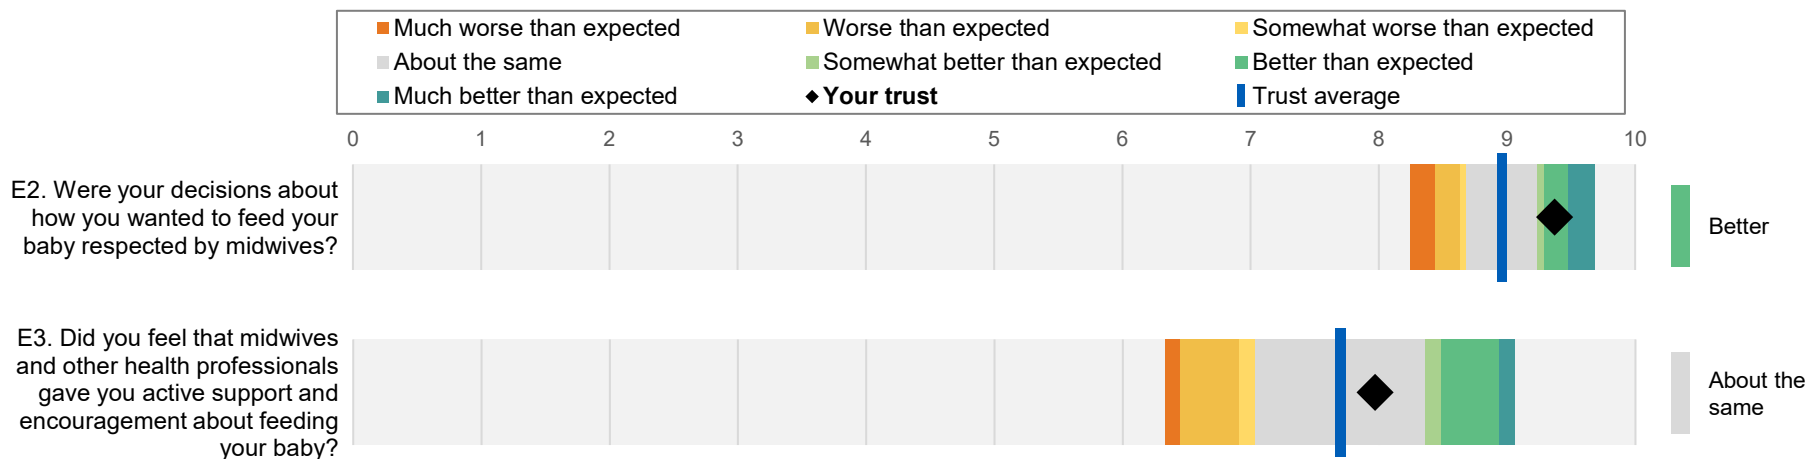 Much worse than expected
Worse than expected
Somewhat worse than expected
About the same
Somewhat better than expected
Better than expected
Much better than expected
Your trust
Trust average
0 1 2 3 4 5 6 7 8 9 10
E2. Were your decisions about
how you wanted to feed your
baby respected by midwives?
Better
E3. Did you feel that midwives
and other health professionals
gave you active support and
encouragement about feeding
your baby?
About the
same